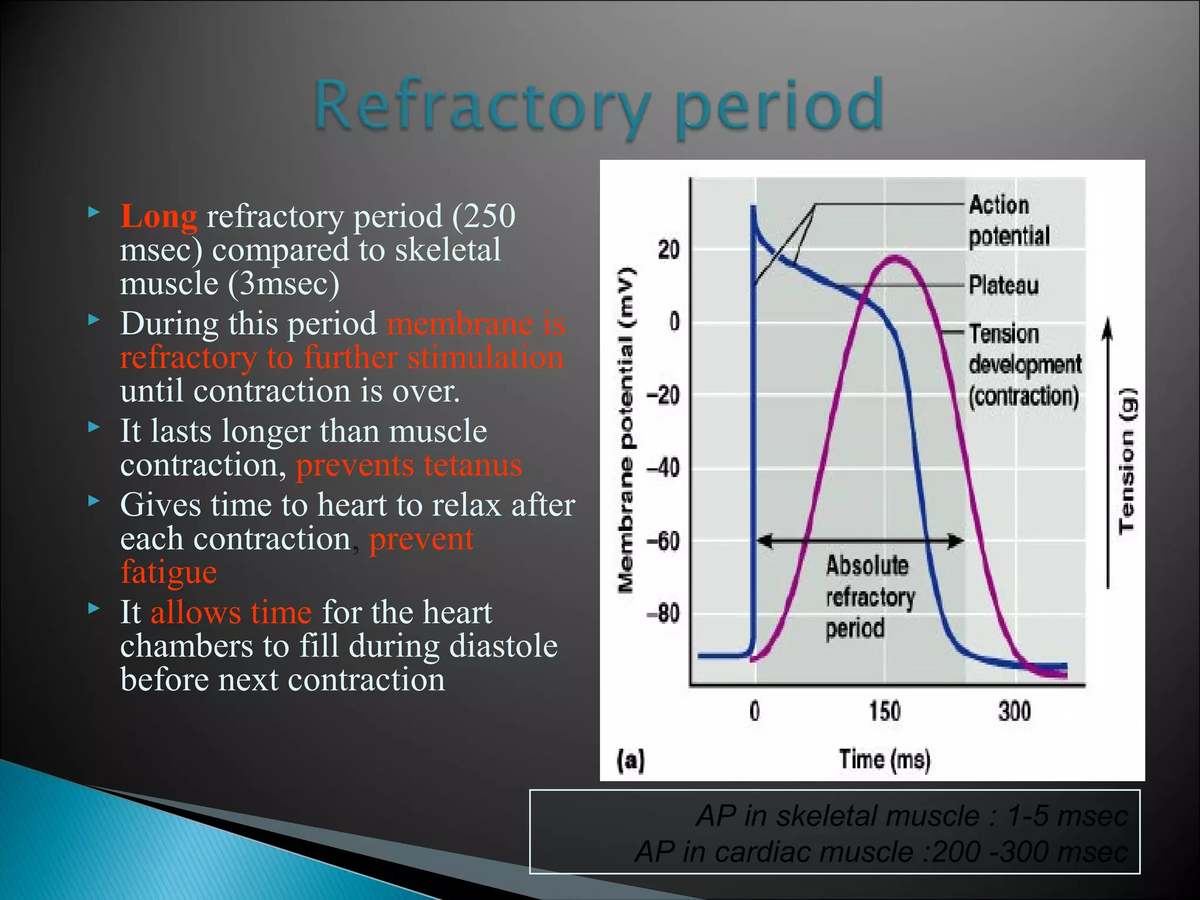 Refractory period
Long refractory period (250
msec) compared to skeletal
muscle (3msec)
During this period membrane is
refractory to further stimulation
until contraction is over.
It lasts longer than muscle
contraction, prevents tetanus
Gives time to heart to relax after
each contraction, prevent
fatigue
It allows time for the heart
chambers to fill during diastole
before next contraction
Membrane potential (mV)
20
0
−20
−40
−60
−80
Action
potential
Plateau
Tension
development
(contraction)
Absolute
refractory
period
Tension (g)
0 150 300
(a) Time (ms)
AP in skeletal muscle : 1-5 msec
AP in cardiac muscle :200 -300 msec